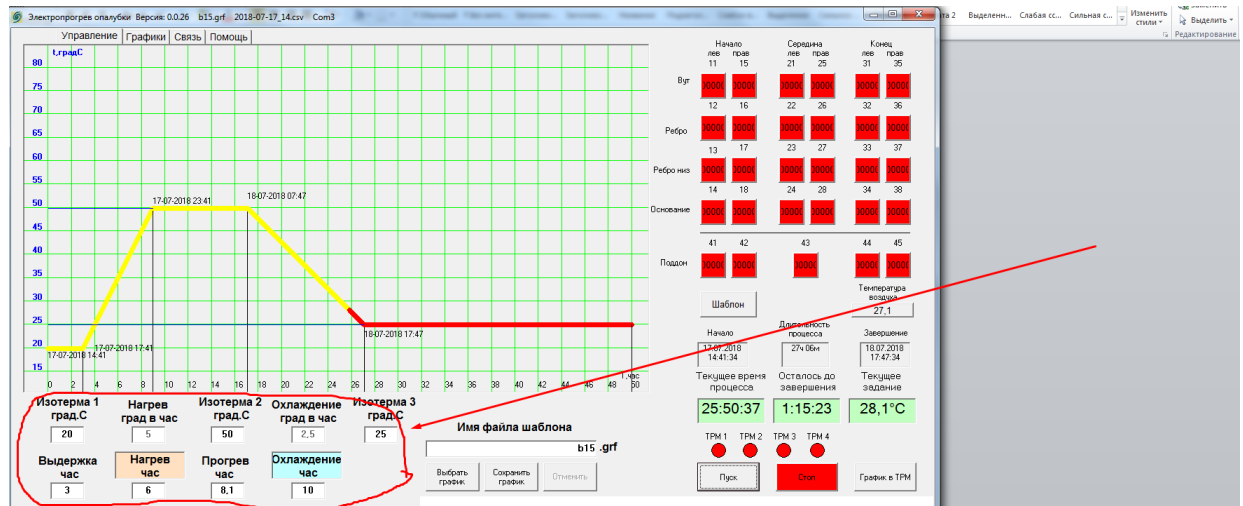 Электропрогрев опалубки Версия: 0.0.26 b15.grf 2018-07-17_14.csv Com3
та 2 Выделенн... Слабая сс... Сильная с... Изменить стили Выделить
Редактирование
Управление Графики Связь Помощь
t,градС
80
75
70
65
60
55
50
45
40
35
30
25
20
15
17-07-2018 14:41
17-07-2018 17:41
17-07-2018 23:41
18-07-2018 07:47
18-07-2018 17:47
0 2 4 6 8 10 12 14 16 18 20 22 24 26 28 30 32 34 36 38 40 42 44 46 48 50
Начало Середина Конец
лев прав лев прав лев прав
11 15 21 25 31 35
Вут
12 16 22 26 32 36
Ребро
13 17 23 27 33 37
Ребро низ
14 18 24 28 34 38
Основание
41 42 43 44 45
Поддон
Шаблон
Температура воздуха
27,1
Начало Длительность процесса Завершение
17.07.2018 14:41:34
27ч 06м
18.07.2018 17:47:34
Текущее время процесса Осталось до завершения Текущее задание
25:50:37 1:15:23 28,1°C
ТРМ 1 ТРМ 2 ТРМ 3 ТРМ 4
Пуск Стоп График в ТРМ
Изотерма 1 град.С Нагрев град в час Изотерма 2 град.С Охлаждение град в час Изотерма 3 град.С
20 5 50 2,5 25
Выдержка час Нагрев час Прогрев час Охлаждение час
3 6 8,1 10
Имя файла шаблона
b15 .grf
Выбрать график Сохранить график Отменить